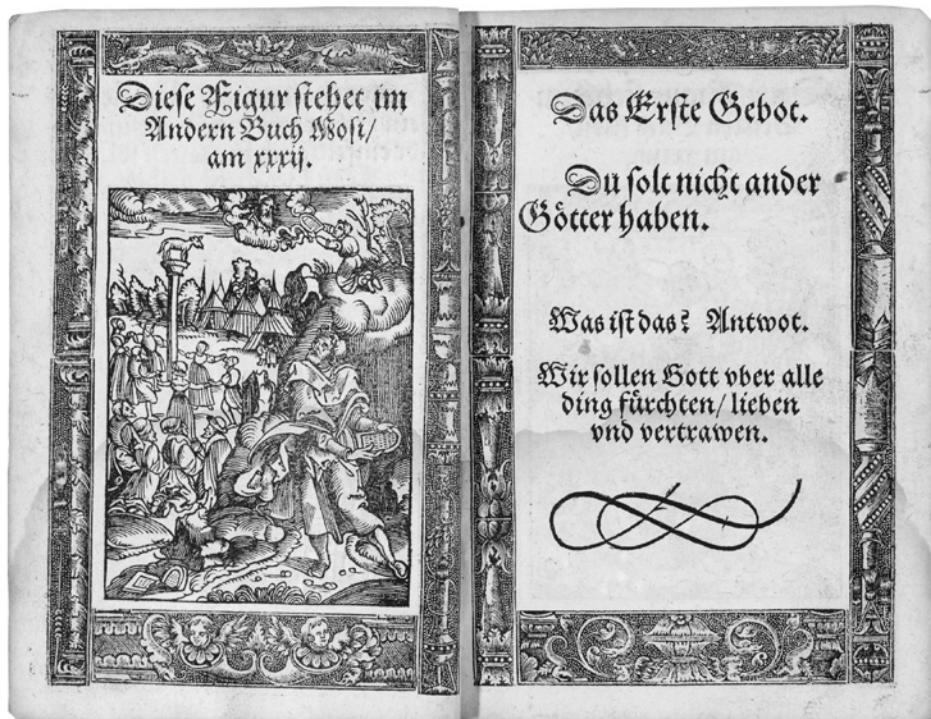 Diese Figur stehet im
Andern Buch Mosi/
am xxxij.
Das Erste Gebot.
Du solt nicht ander
Götter haben.
Was ist das? Antwot.
Wir sollen Gott vber alle
ding fürchten/ lieben
vnd vertrawen.